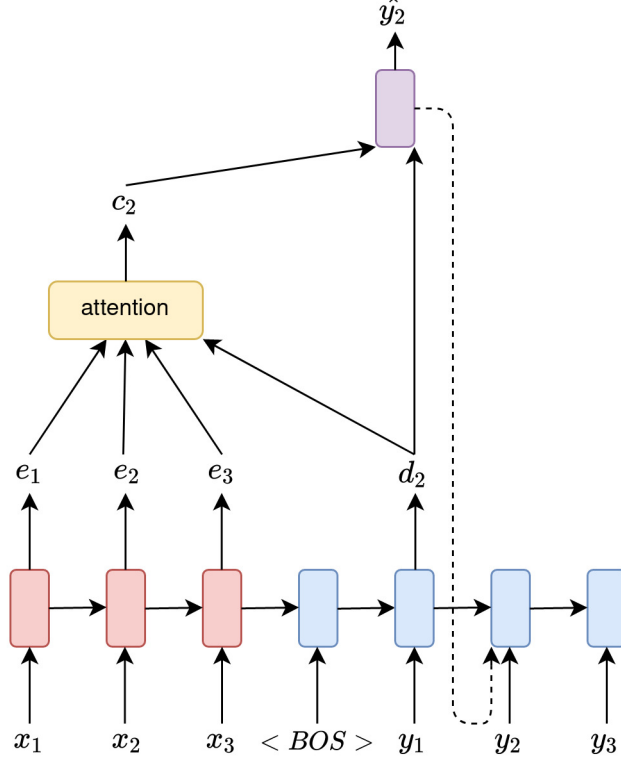 ŷ₂
c₂
attention
e₁ e₂ e₃ d₂
x₁ x₂ x₃ < BOS > y₁ y₂ y₃